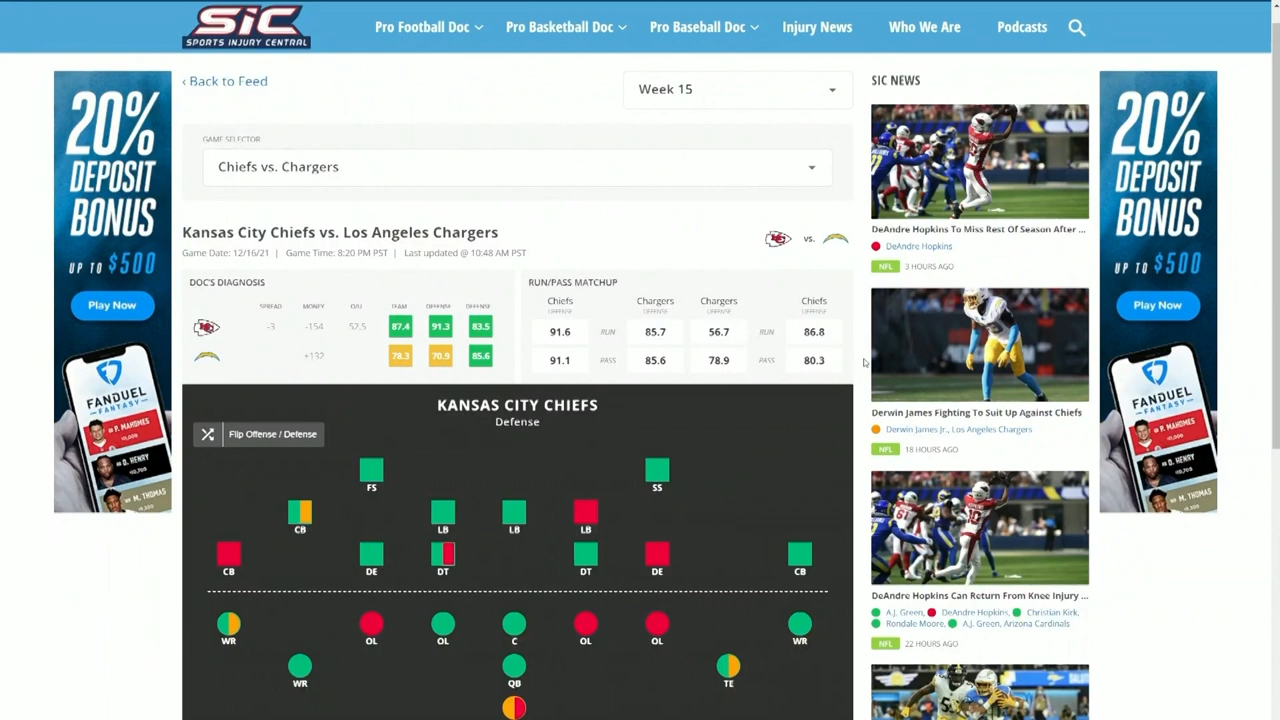 SIC
SPORTS INJURY CENTRAL
Pro Football Doc
Pro Basketball Doc
Pro Baseball Doc
Injury News
Who We Are
Podcasts
20%
DEPOSIT
BONUS
UP TO $500
Play Now
FANDUEL
FANTASY
P. MAHOMES
D. HENRY
M. THOMAS
‹ Back to Feed
Week 15
GAME SELECTOR
Chiefs vs. Chargers
Kansas City Chiefs vs. Los Angeles Chargers
vs.
Game Date: 12/16/21 | Game Time: 8:20 PM PST | Last updated @ 10:48 AM PST
DOC'S DIAGNOSIS
SPREAD MONEY O/U TEAM OFFENSE DEFENSE
-3 -154 52.5 87.4 91.3 83.5
+132 78.3 70.9 85.6
RUN/PASS MATCHUP
Chiefs Chargers Chargers Chiefs
OFFENSE DEFENSE OFFENSE DEFENSE
91.6 RUN 85.7 56.7 RUN 86.8
91.1 PASS 85.6 78.9 PASS 80.3
KANSAS CITY CHIEFS
Defense
Flip Offense / Defense
FS SS
CB LB LB LB
CB DE DT DT DE CB
WR OL OL C OL OL WR
WR QB TE
SIC NEWS
DeAndre Hopkins To Miss Rest Of Season After ...
DeAndre Hopkins
NFL 3 HOURS AGO
Derwin James Fighting To Suit Up Against Chiefs
Derwin James Jr., Los Angeles Chargers
NFL 18 HOURS AGO
DeAndre Hopkins Can Return From Knee Injury ...
A.J. Green, DeAndre Hopkins, Christian Kirk,
Rondale Moore, A.J. Green, Arizona Cardinals
NFL 22 HOURS AGO
20%
DEPOSIT
BONUS
UP TO $500
Play Now
FANDUEL
FANTASY
P. MAHOMES
D. HENRY
M. THOMAS